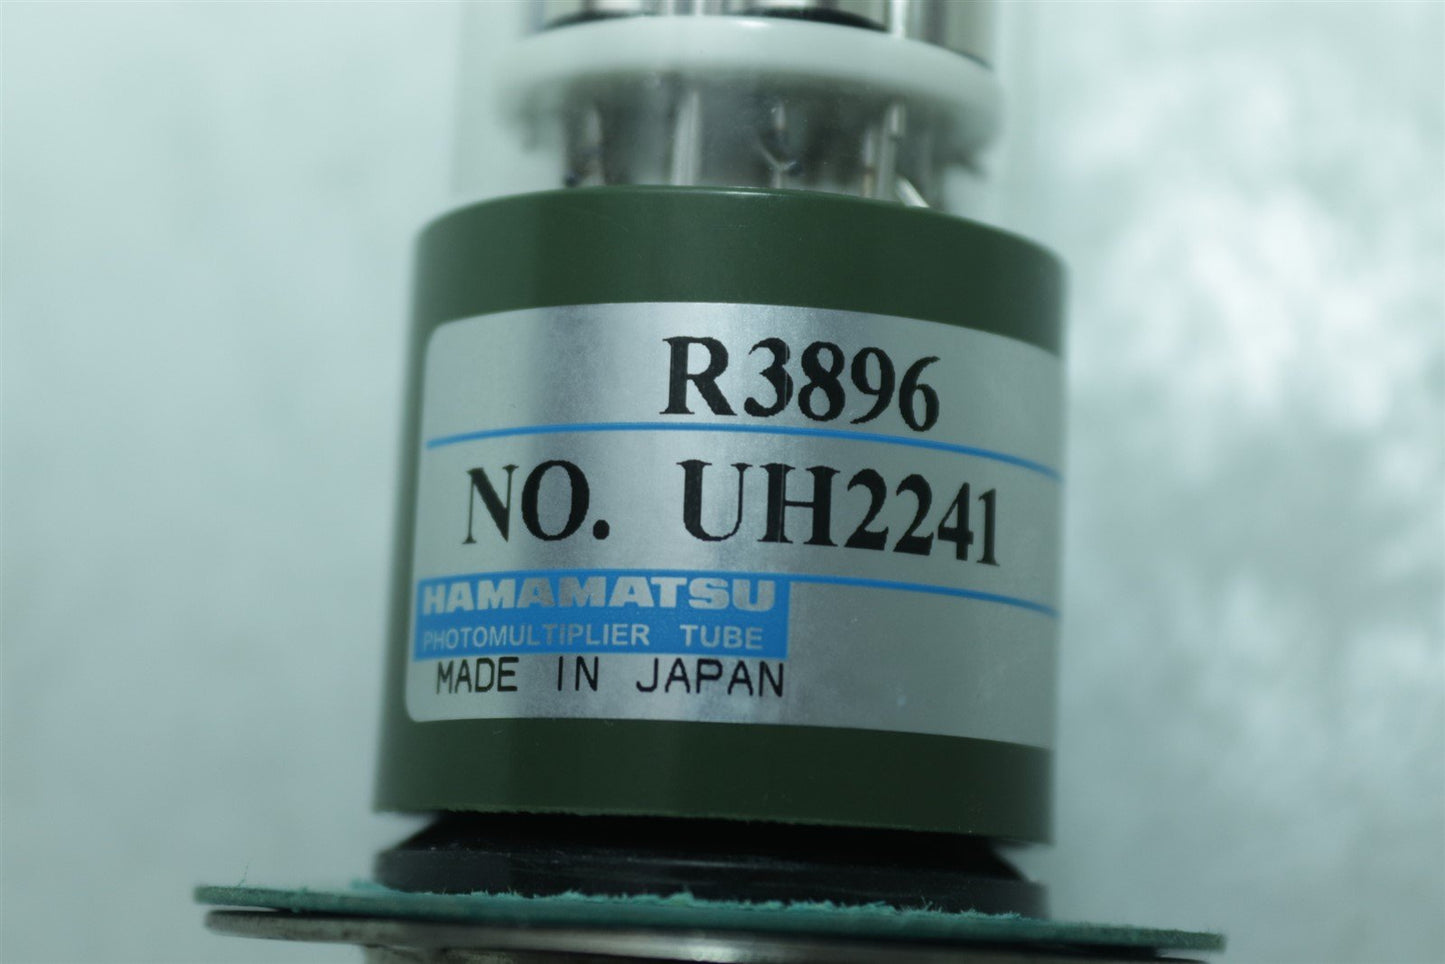 R3896
NO. UH2241
HAMAMATSU
PHOTOMULTIPLIER TUBE
MADE IN JAPAN